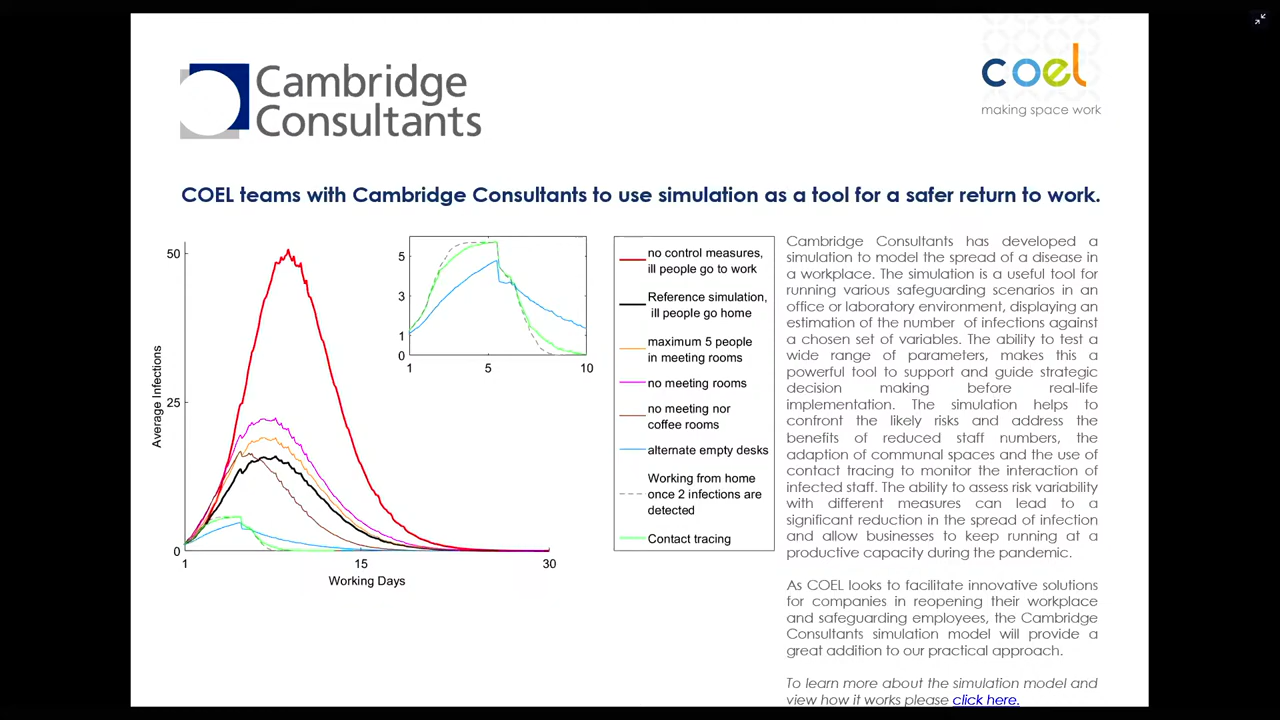 Cambridge
Consultants
coel
making space work
COEL teams with Cambridge Consultants to use simulation as a tool for a safer return to work.
50
25
0
1
15
30
Average Infections
Working Days
5
3
1
0
1
5
10
no control measures,
ill people go to work
Reference simulation,
ill people go home
maximum 5 people
in meeting rooms
no meeting rooms
no meeting nor
coffee rooms
alternate empty desks
Working from home
once 2 infections are
detected
Contact tracing
Cambridge Consultants has developed a
simulation to model the spread of a disease in
a workplace. The simulation is a useful tool for
running various safeguarding scenarios in an
office or laboratory environment, displaying an
estimation of the number of infections against
a chosen set of variables. The ability to test a
wide range of parameters, makes this a
powerful tool to support and guide strategic
decision making before real-life
implementation. The simulation helps to
confront the likely risks and address the
benefits of reduced staff numbers, the
adaption of communal spaces and the use of
contact tracing to monitor the interaction of
infected staff. The ability to assess risk variability
with different measures can lead to a
significant reduction in the spread of infection
and allow businesses to keep running at a
productive capacity during the pandemic.
As COEL looks to facilitate innovative solutions
for companies in reopening their workplace
and safeguarding employees, the Cambridge
Consultants simulation model will provide a
great addition to our practical approach.
To learn more about the simulation model and
view how it works please click here.